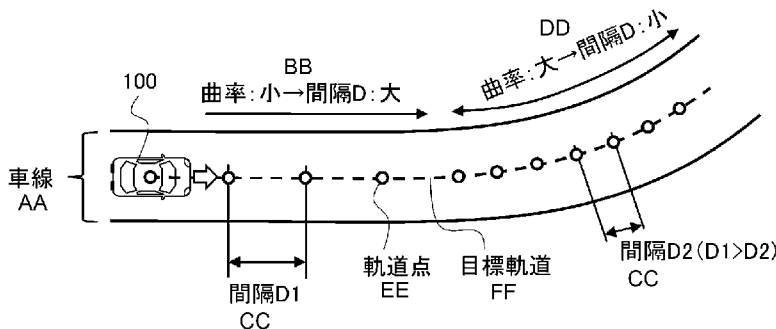 DD
曲率:大→間隔D:小
BB
曲率:小→間隔D:大
100
車線
AA
間隔D1
CC
軌道点
EE
目標軌道
FF
間隔D2(D1>D2)
CC